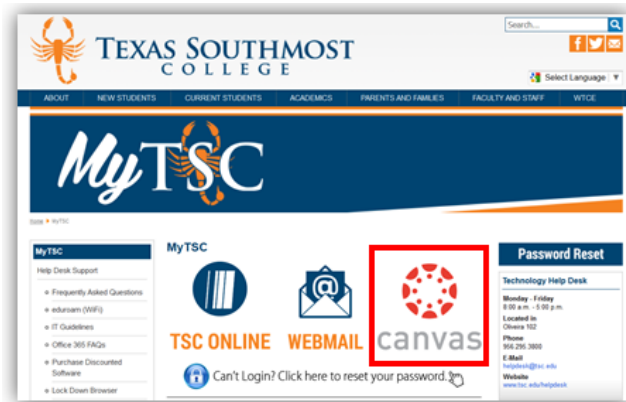 Search...
TEXAS SOUTHMOST
COLLEGE
Select Language ▼
ABOUT NEW STUDENTS CURRENT STUDENTS ACADEMICS PARENTS AND FAMILIES FACULTY AND STAFF WTCE
MyTSC
Home MyTSC
MyTSC
Help Desk Support
Frequently Asked Questions
eduroam (WiFi)
IT Guidelines
Office 365 FAQs
Purchase Discounted
Software
Lock Down Browser
MyTSC
TSC ONLINE WEBMAIL canvas
Can't Login? Click here to reset your password.
Password Reset
Technology Help Desk
Monday - Friday
8:00 a.m. - 5:00 p.m.
Located in
Oliveira 102
Phone
956.295.3800
E-Mail
helpdesk@tsc.edu
Website
www.tsc.edu/helpdesk